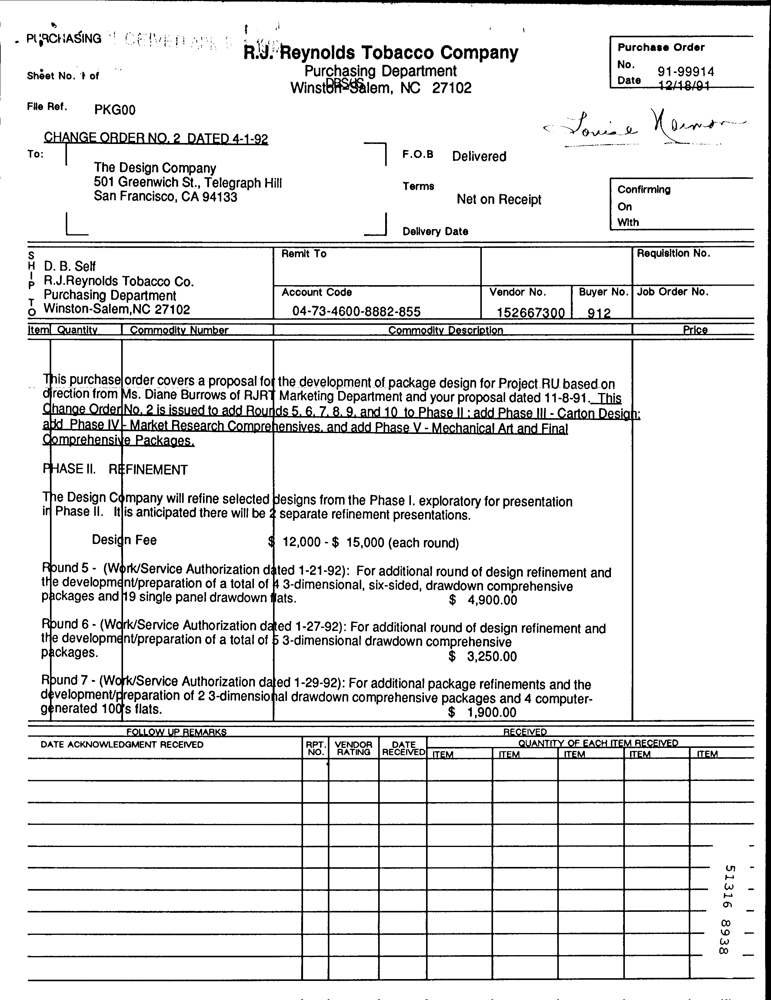 PURCHASING
R.J. Reynolds Tobacco Company
Purchasing Department
Winston-Salem, NC 27102
Purchase Order
No. 91-99914
Date 12/18/91
Sheet No. 1 of
File Ref. PKG00
CHANGE ORDER NO. 2 DATED 4-1-92
To:
The Design Company
501 Greenwich St., Telegraph Hill
San Francisco, CA 94133
F.O.B Delivered
Terms
Net on Receipt
Delivery Date
Confirming
On
With
SHIP TO
D. B. Self
R.J.Reynolds Tobacco Co.
Purchasing Department
Winston-Salem,NC 27102
Remit To
Requisition No.
Account Code
04-73-4600-8882-855
Vendor No.
152667300
Buyer No.
912
Job Order No.
Item Quantity Commodity Number Commodity Description Price
This purchase order covers a proposal for the development of package design for Project RU based on
direction from Ms. Diane Burrows of RJRT Marketing Department and your proposal dated 11-8-91. This
Change Order No. 2 is issued to add Rounds 5, 6, 7, 8, 9, and 10 to Phase II ; add Phase III - Carton Design;
add Phase IV - Market Research Comprehensives, and add Phase V - Mechanical Art and Final
Comprehensive Packages.
PHASE II. REFINEMENT
The Design Company will refine selected designs from the Phase I. exploratory for presentation
in Phase II. It is anticipated there will be 2 separate refinement presentations.
Design Fee $ 12,000 - $ 15,000 (each round)
Round 5 - (Work/Service Authorization dated 1-21-92): For additional round of design refinement and
the development/preparation of a total of 4 3-dimensional, six-sided, drawdown comprehensive
packages and 19 single panel drawdown flats. $ 4,900.00
Round 6 - (Work/Service Authorization dated 1-27-92): For additional round of design refinement and
the development/preparation of a total of 5 3-dimensional drawdown comprehensive
packages. $ 3,250.00
Round 7 - (Work/Service Authorization dated 1-29-92): For additional package refinements and the
development/preparation of 2 3-dimensional drawdown comprehensive packages and 4 computer-
generated 100's flats. $ 1,900.00
FOLLOW UP REMARKS RECEIVED
DATE ACKNOWLEDGMENT RECEIVED RPT. NO. VENDOR RATING DATE RECEIVED QUANTITY OF EACH ITEM RECEIVED
ITEM ITEM ITEM ITEM ITEM
51316 8938